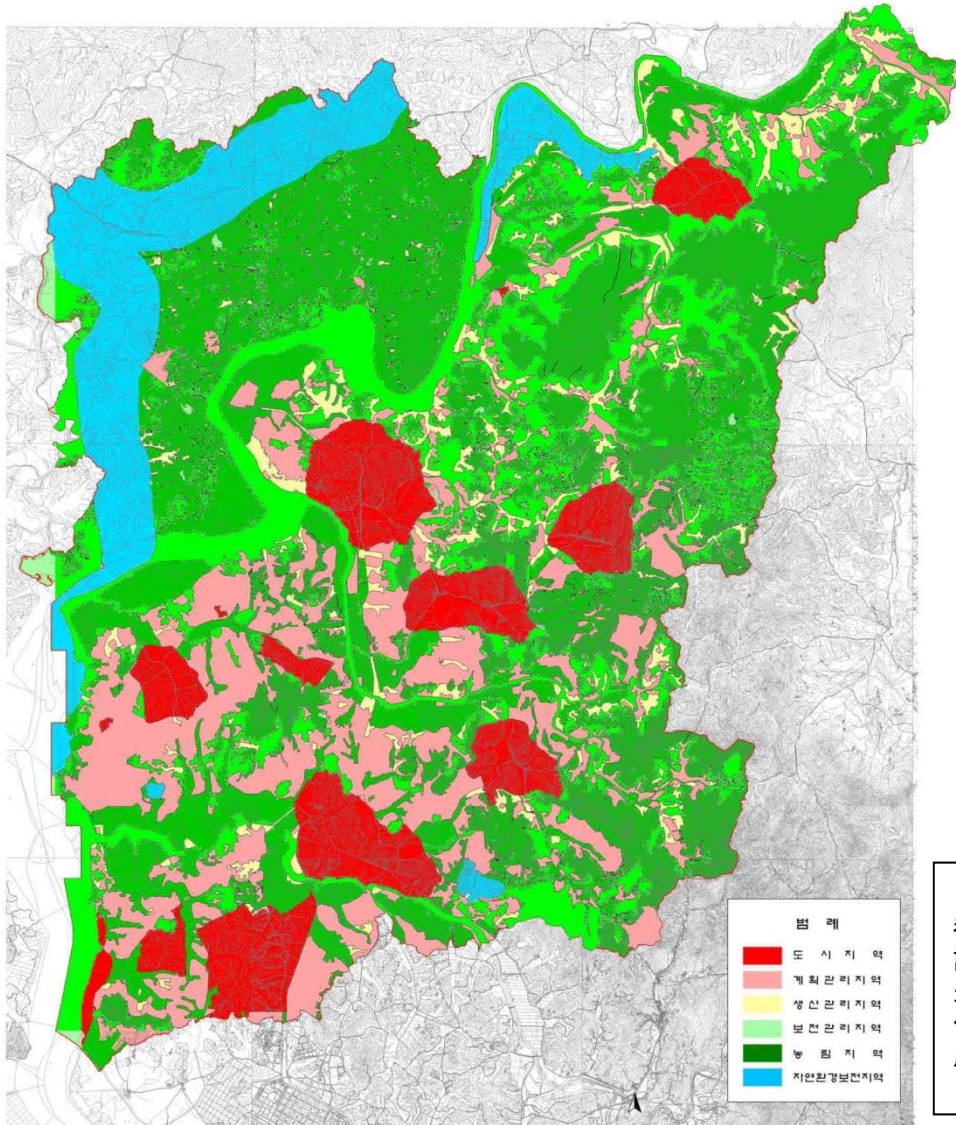 범 례
도 시 지 역
계획관리지역
생산관리지역
보전관리지역
농 림 지 역
자연환경보전지역